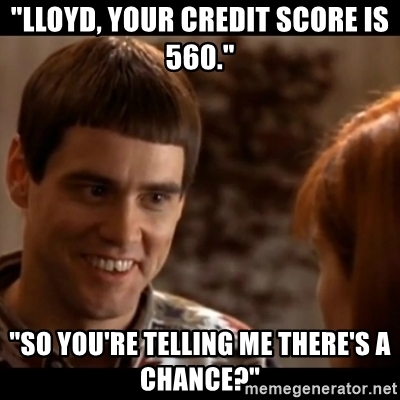 "LLOYD, YOUR CREDIT SCORE IS
560."
"SO YOU'RE TELLING ME THERE'S A
CHANCE?"
memegenerator.net